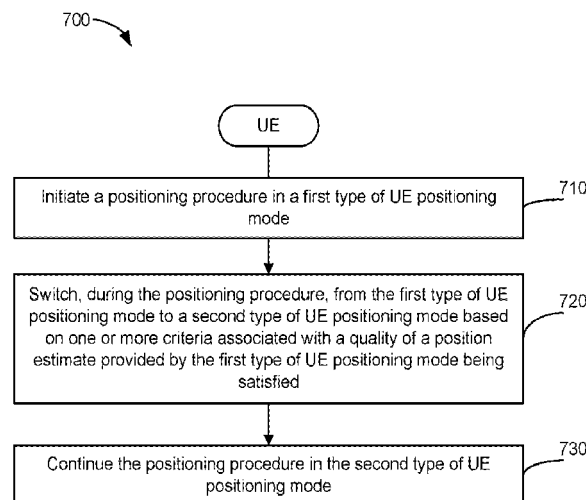 700
UE
Initiate a positioning procedure in a first type of UE positioning
mode
710
Switch, during the positioning procedure, from the first type of UE
positioning mode to a second type of UE positioning mode based
on one or more criteria associated with a quality of a position
estimate provided by the first type of UE positioning mode being
satisfied
720
Continue the positioning procedure in the second type of UE
positioning mode
730